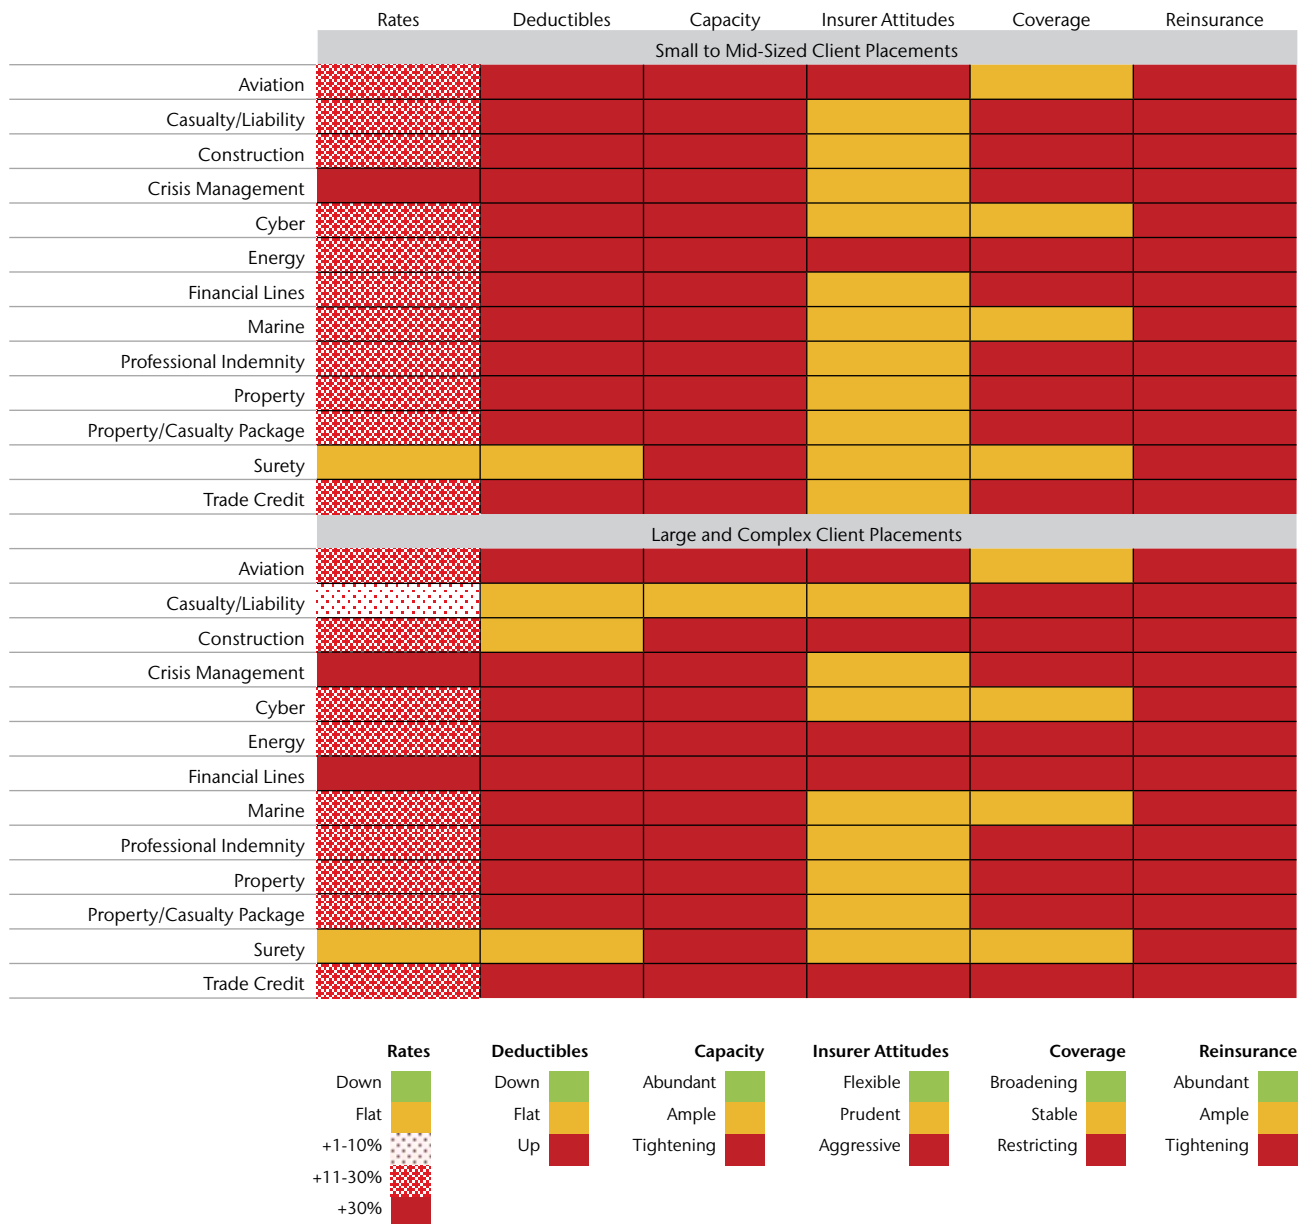 Rates Deductibles Capacity Insurer Attitudes Coverage Reinsurance
Small to Mid-Sized Client Placements
Aviation
Casualty/Liability
Construction
Crisis Management
Cyber
Energy
Financial Lines
Marine
Professional Indemnity
Property
Property/Casualty Package
Surety
Trade Credit
Large and Complex Client Placements
Aviation
Casualty/Liability
Construction
Crisis Management
Cyber
Energy
Financial Lines
Marine
Professional Indemnity
Property
Property/Casualty Package
Surety
Trade Credit
Rates Deductibles Capacity Insurer Attitudes Coverage Reinsurance
Down Down Abundant Flexible Broadening Abundant
Flat Flat Ample Prudent Stable Ample
+1-10% Up Tightening Aggressive Restricting Tightening
+11-30%
+30%